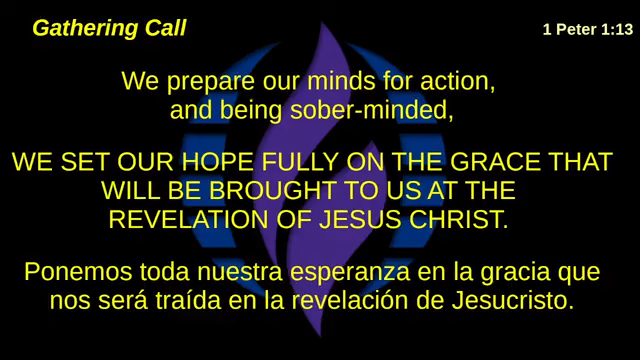 Gathering Call
1 Peter 1:13
We prepare our minds for action,
and being sober-minded,
WE SET OUR HOPE FULLY ON THE GRACE THAT
WILL BE BROUGHT TO US AT THE
REVELATION OF JESUS CHRIST.
Ponemos toda nuestra esperanza en la gracia que
nos será traída en la revelación de Jesucristo.